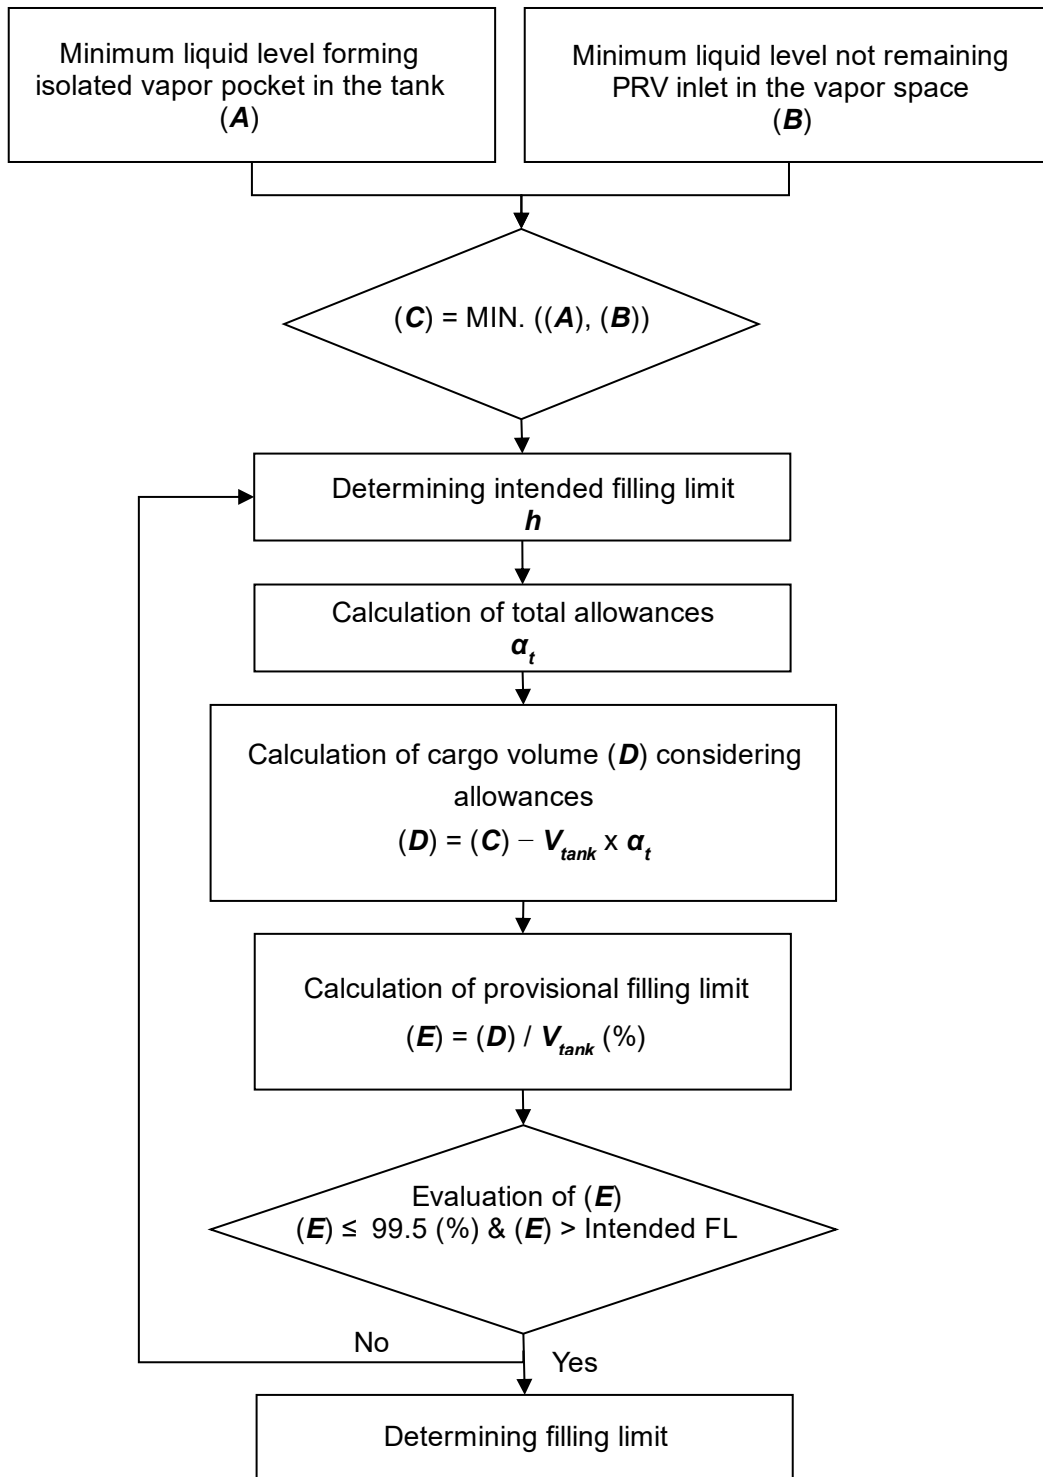 Minimum liquid level forming
isolated vapor pocket in the tank
(A)
Minimum liquid level not remaining
PRV inlet in the vapor space
(B)
(C) = MIN. ((A), (B))
Determining intended filling limit
h
Calculation of total allowances
αt
Calculation of cargo volume (D) considering
allowances
(D) = (C) − Vtank x αt
Calculation of provisional filling limit
(E) = (D) / Vtank (%)
Evaluation of (E)
(E) ≤ 99.5 (%) & (E) > Intended FL
No
Yes
Determining filling limit